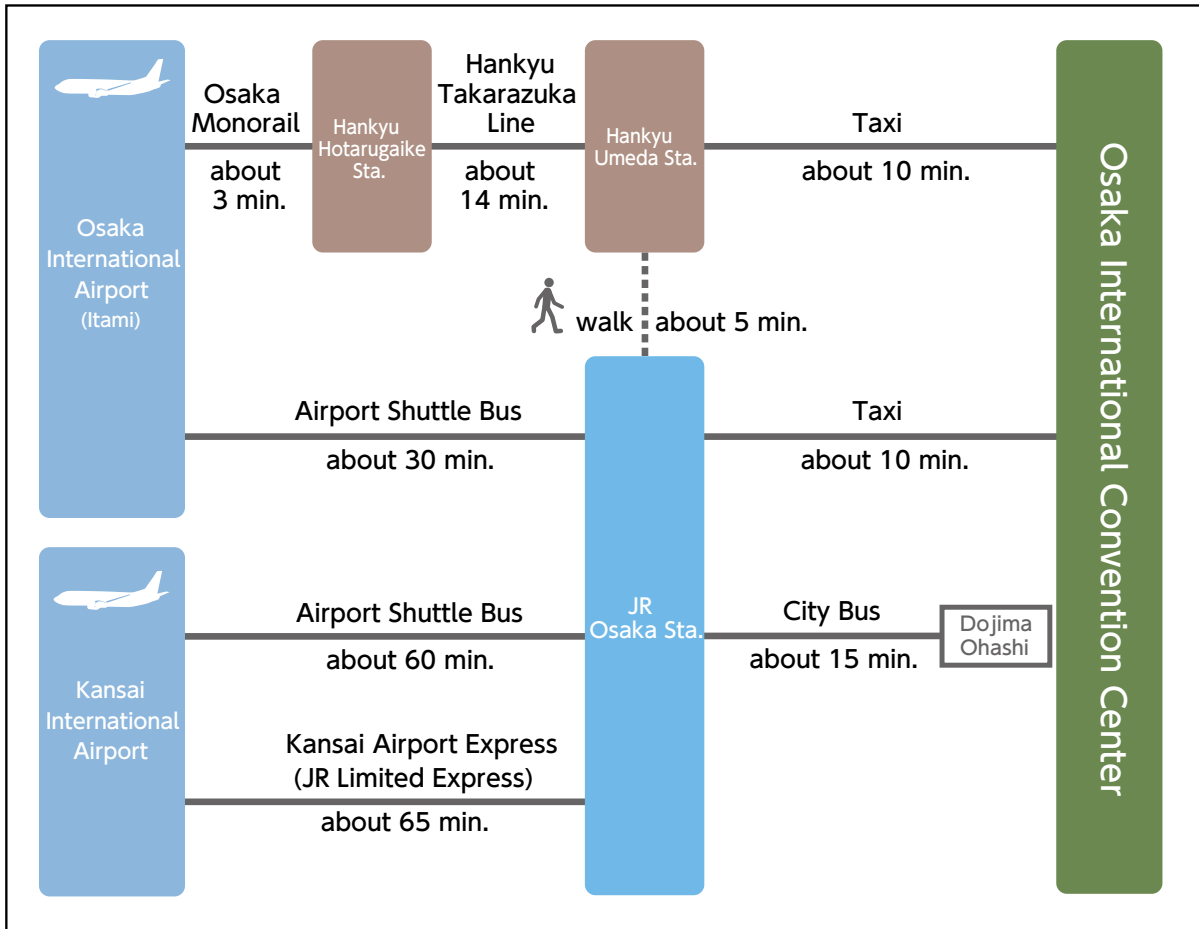 Osaka
International
Airport
(Itami)
Osaka
Monorail
about
3 min.
Hankyu
Hotarugaike
Sta.
Hankyu
Takarazuka
Line
about
14 min.
Hankyu
Umeda Sta.
Taxi
about 10 min.
walk
about 5 min.
Airport Shuttle Bus
about 30 min.
Taxi
about 10 min.
Kansai
International
Airport
Airport Shuttle Bus
about 60 min.
Kansai Airport Express
(JR Limited Express)
about 65 min.
JR
Osaka Sta.
City Bus
about 15 min.
Dojima
Ohashi
Osaka International Convention Center